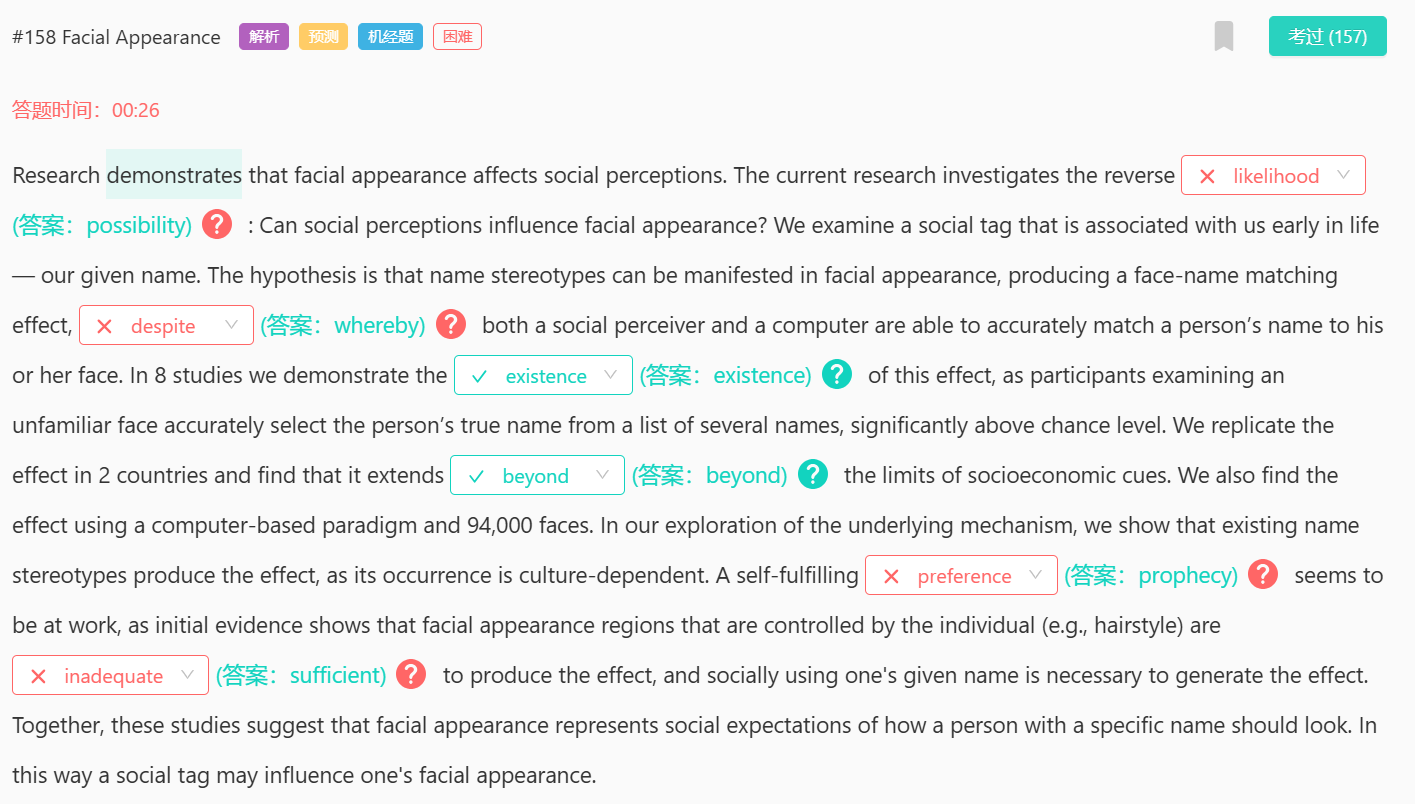 #158 Facial Appearance 解析 预测 机经题 困难 考过 (157)
答题时间：00:26
Research demonstrates that facial appearance affects social perceptions. The current research investigates the reverse likelihood
(答案：possibility) ? : Can social perceptions influence facial appearance? We examine a social tag that is associated with us early in life
— our given name. The hypothesis is that name stereotypes can be manifested in facial appearance, producing a face-name matching
effect, despite (答案：whereby) ? both a social perceiver and a computer are able to accurately match a person’s name to his
or her face. In 8 studies we demonstrate the existence (答案：existence) ? of this effect, as participants examining an
unfamiliar face accurately select the person’s true name from a list of several names, significantly above chance level. We replicate the
effect in 2 countries and find that it extends beyond (答案：beyond) ? the limits of socioeconomic cues. We also find the
effect using a computer-based paradigm and 94,000 faces. In our exploration of the underlying mechanism, we show that existing name
stereotypes produce the effect, as its occurrence is culture-dependent. A self-fulfilling preference (答案：prophecy) ? seems to
be at work, as initial evidence shows that facial appearance regions that are controlled by the individual (e.g., hairstyle) are
inadequate (答案：sufficient) ? to produce the effect, and socially using one's given name is necessary to generate the effect.
Together, these studies suggest that facial appearance represents social expectations of how a person with a specific name should look. In
this way a social tag may influence one's facial appearance.